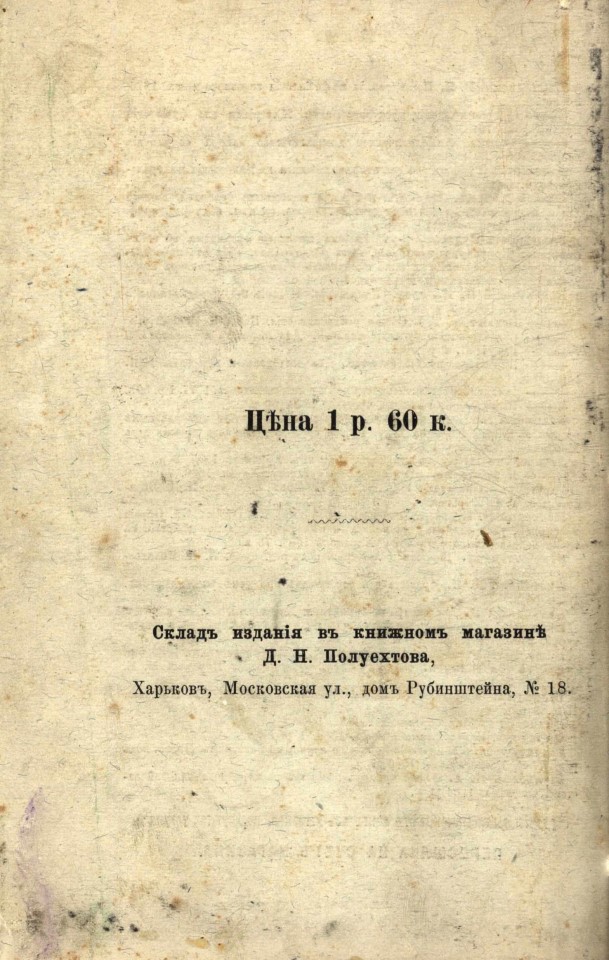 Цѣна 1 р. 60 к.
Складъ изданія въ книжномъ магазинѣ
Д. Н. Полуехтова,
Харьковъ, Московская ул., домъ Рубинштейна, № 18.